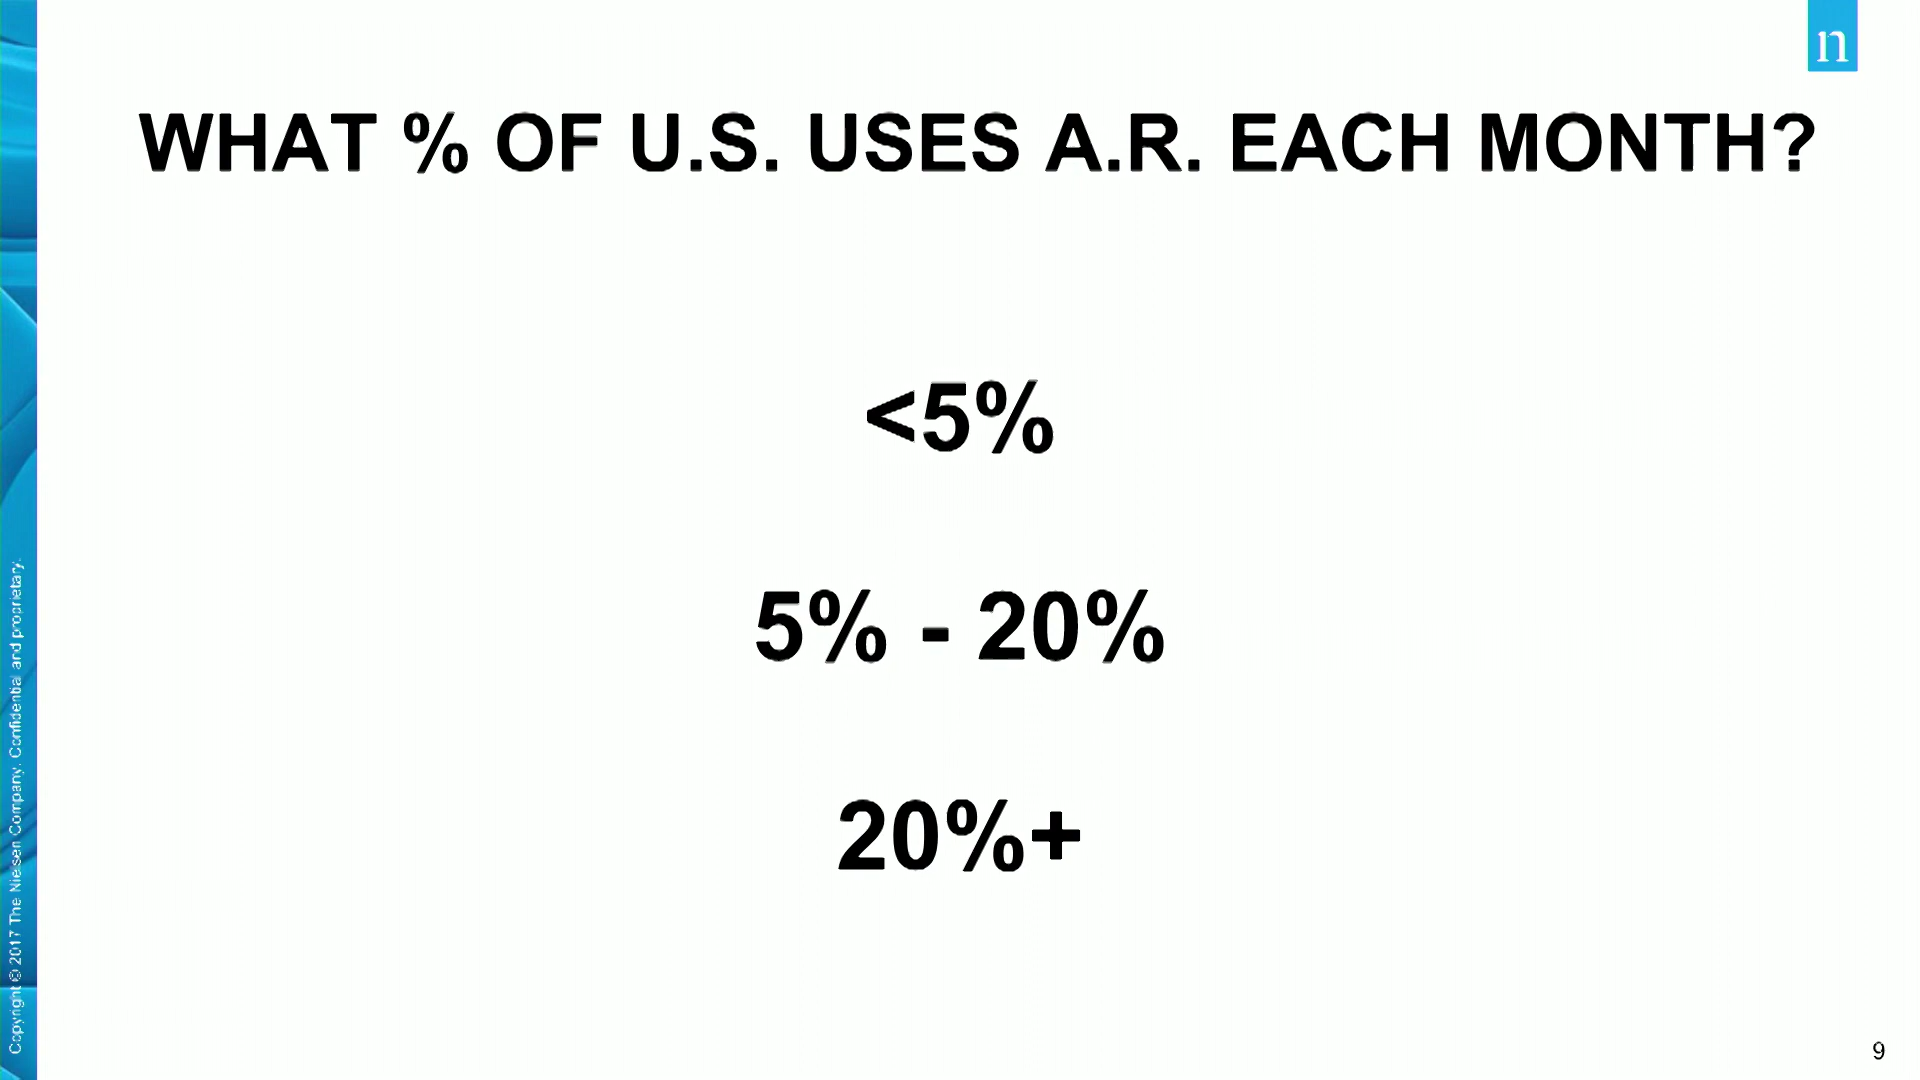 n
WHAT % OF U.S. USES A.R. EACH MONTH?
<5%
5% - 20%
20%+
Copyright © 2017 The Nielsen Company. Confidential and proprietary.
9